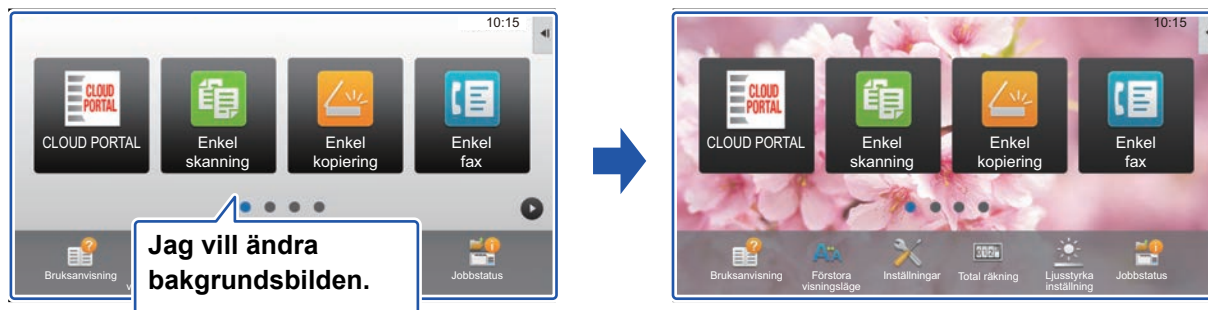 10:15
CLOUD
PORTAL
CLOUD PORTAL
Enkel
skanning
Enkel
kopiering
Enkel
fax
Jag vill ändra
bakgrundsbilden.
Bruksanvisning
v
Jobbstatus
10:15
CLOUD
PORTAL
CLOUD PORTAL
Enkel
skanning
Enkel
kopiering
Enkel
fax
Bruksanvisning
Förstora
visningsläge
Inställningar
Total räkning
Ljusstyrka
inställning
Jobbstatus